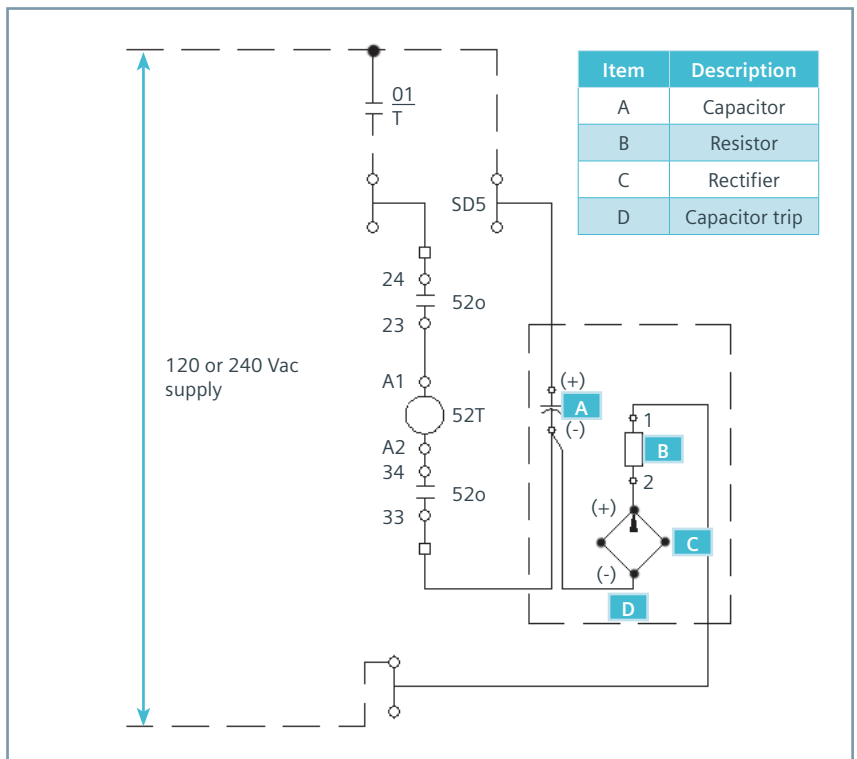 Item Description
A Capacitor
B Resistor
C Rectifier
D Capacitor trip
01
T
SD5
24
52o
23
120 or 240 Vac
supply
A1
52T
A2
34
52o
33
(+)
A
(-)
1
B
2
(+)
C
(-)
D